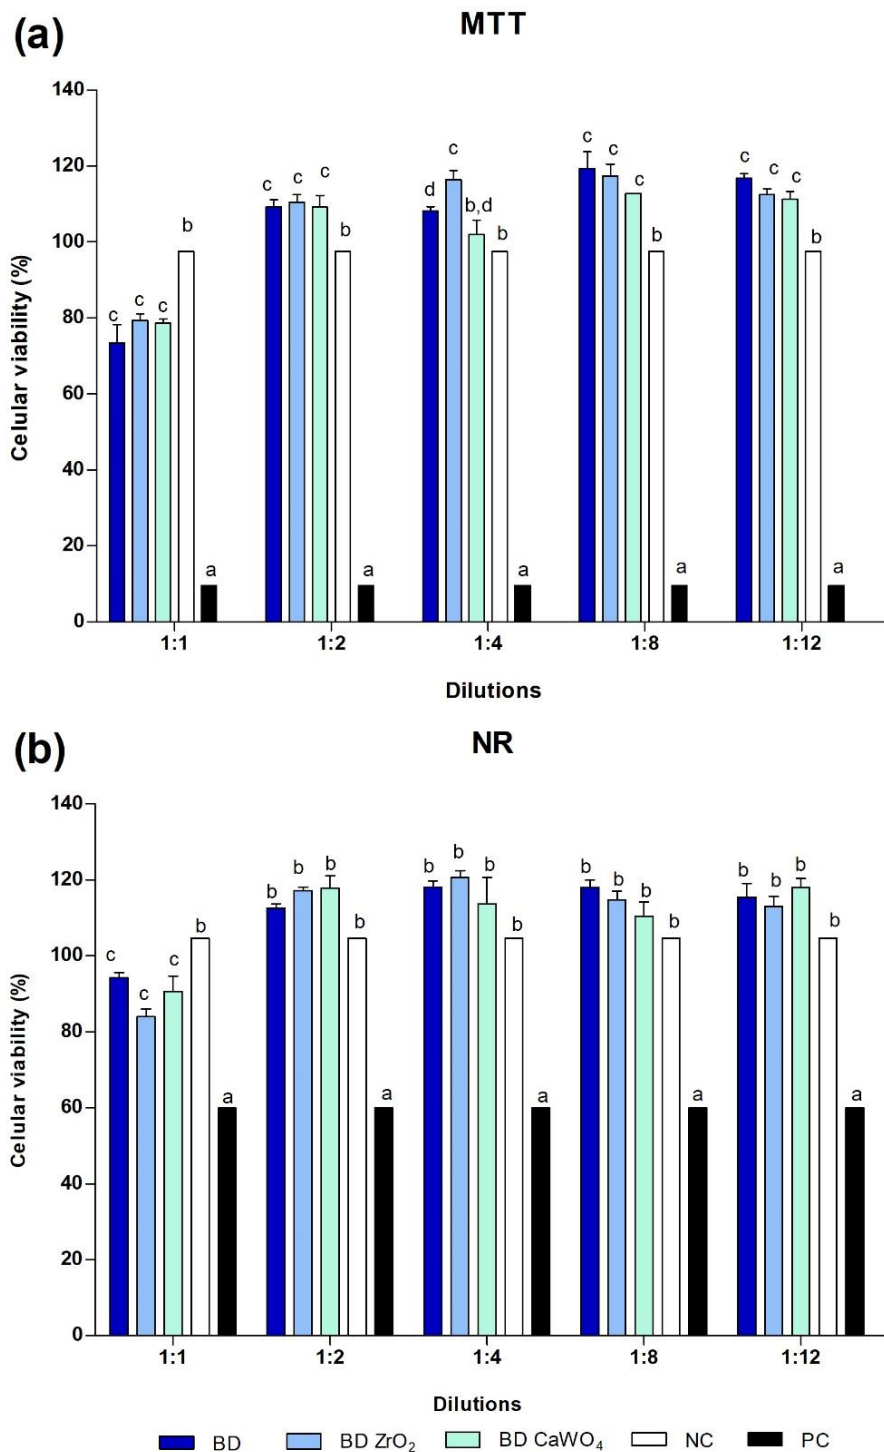 (a)
MTT
140
120
100
80
60
40
20
0
Celular viability (%)
c c c b a
c c c b a
d c b,d b a
c c c b a
c c c b a
1:1 1:2 1:4 1:8 1:12
Dilutions
(b)
NR
140
120
100
80
60
40
20
0
Celular viability (%)
c c c b a
b b b b a
b b b b a
b b b b a
b b b b a
1:1 1:2 1:4 1:8 1:12
Dilutions
BD BD ZrO₂ BD CaWO₄ NC PC